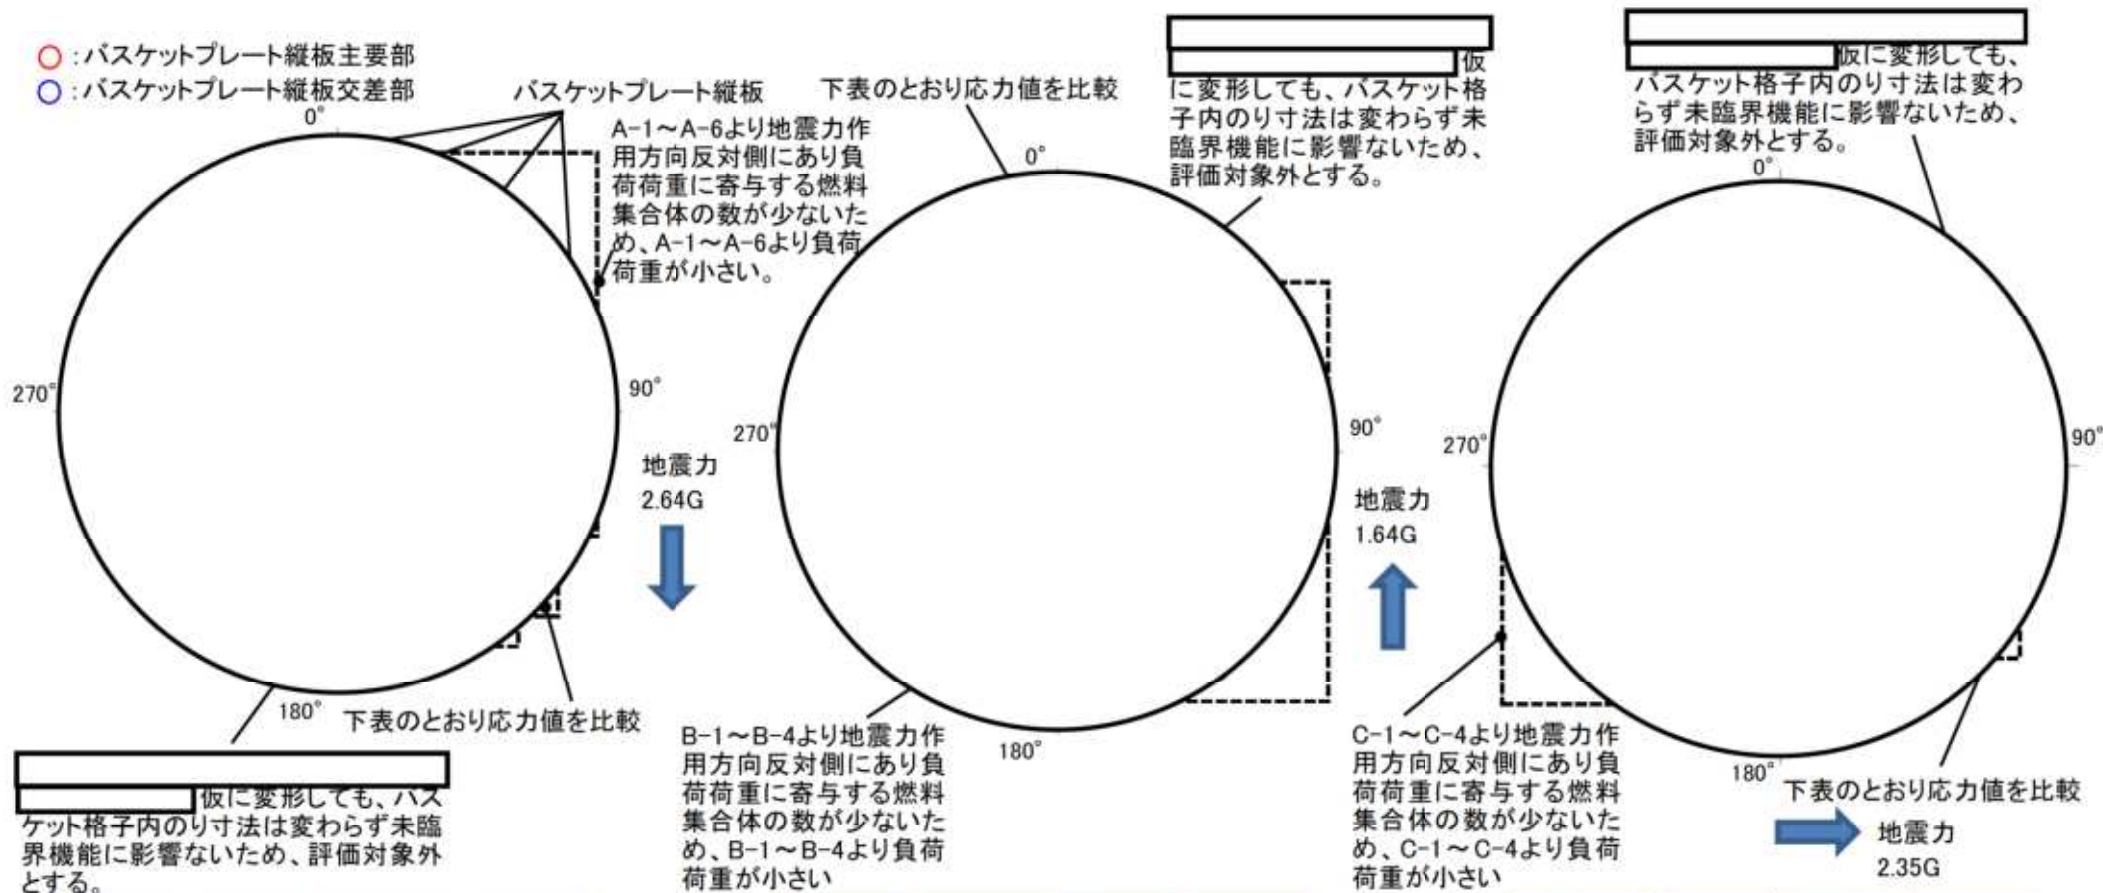 ○：バスケットプレート縦板主要部
○：バスケットプレート縦板交差部
バスケットプレート縦板
0°
A-1～A-6より地震力作
用方向反対側にあり負
荷荷重に寄与する燃料
集合体の数が少ないた
め、A-1～A-6より負荷
荷重が小さい。
270°
90°
地震力
2.64G
180°
下表のとおり応力値を比較
仮に変形しても、バス
ケット格子内のり寸法は変わらず未臨
界機能に影響ないため、評価対象外
とする。
下表のとおり応力値を比較
仮
に変形しても、バスケット格
子内のり寸法は変わらず未
臨界機能に影響ないため、
評価対象外とする。
0°
270°
90°
地震力
1.64G
180°
B-1～B-4より地震力作
用方向反対側にあり負
荷荷重に寄与する燃料
集合体の数が少ないた
め、B-1～B-4より負荷
荷重が小さい
仮に変形しても、
バスケット格子内のり寸法は変わ
らず未臨界機能に影響ないため、
評価対象外とする。
0°
270°
90°
180°
C-1～C-4より地震力作
用方向反対側にあり負
荷荷重に寄与する燃料
集合体の数が少ないた
め、C-1～C-4より負荷
荷重が小さい
下表のとおり応力値を比較
地震力
2.35G